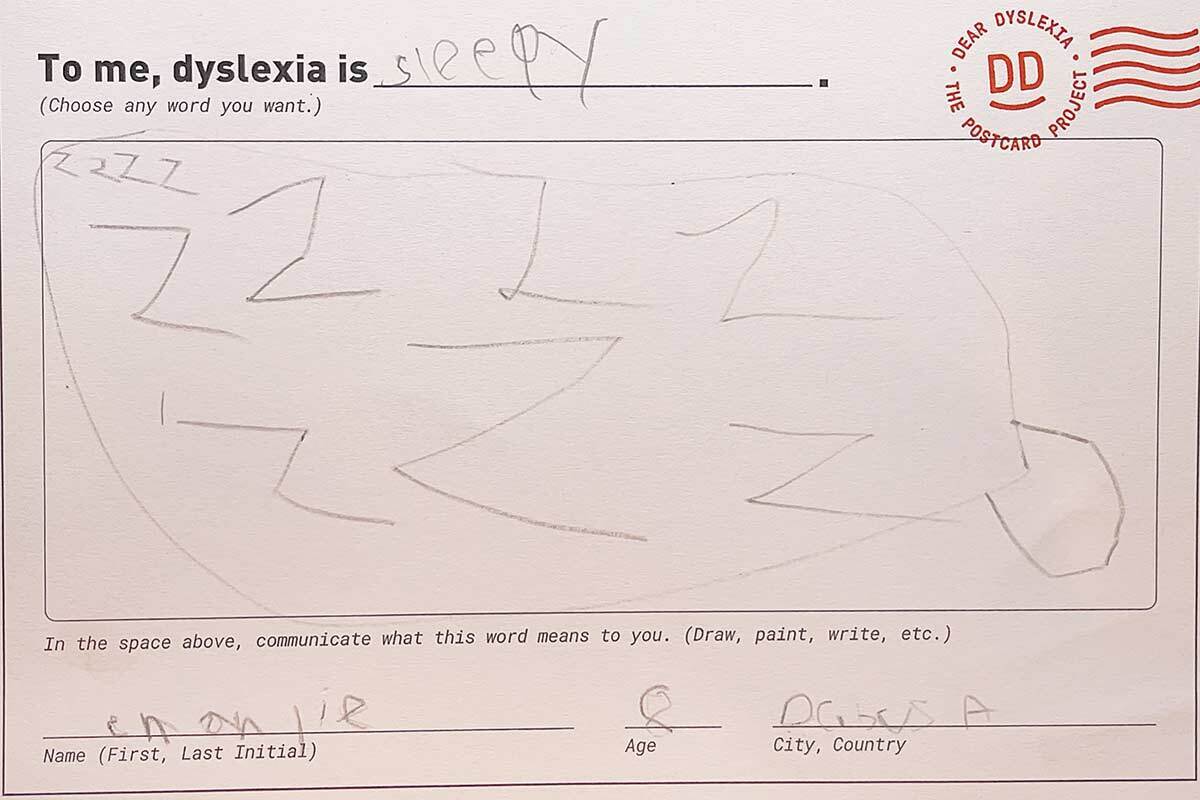 To me, dyslexia is sleepy.
(Choose any word you want.)
• DEAR DYSLEXIA • THE POSTCARD PROJECT
DD
zzzz
zzzz
zzz
In the space above, communicate what this word means to you. (Draw, paint, write, etc.)
8
Name (First, Last Initial) Age City, Country